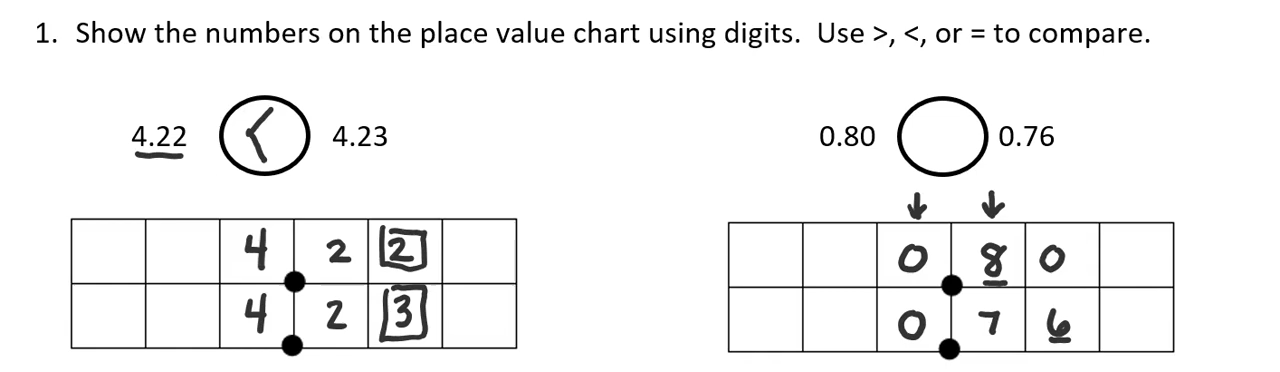 1. Show the numbers on the place value chart using digits. Use >, <, or = to compare.
4.22 < 4.23
0.80 0.76
4 2 2
4 2 3
0 8 0
0 7 6